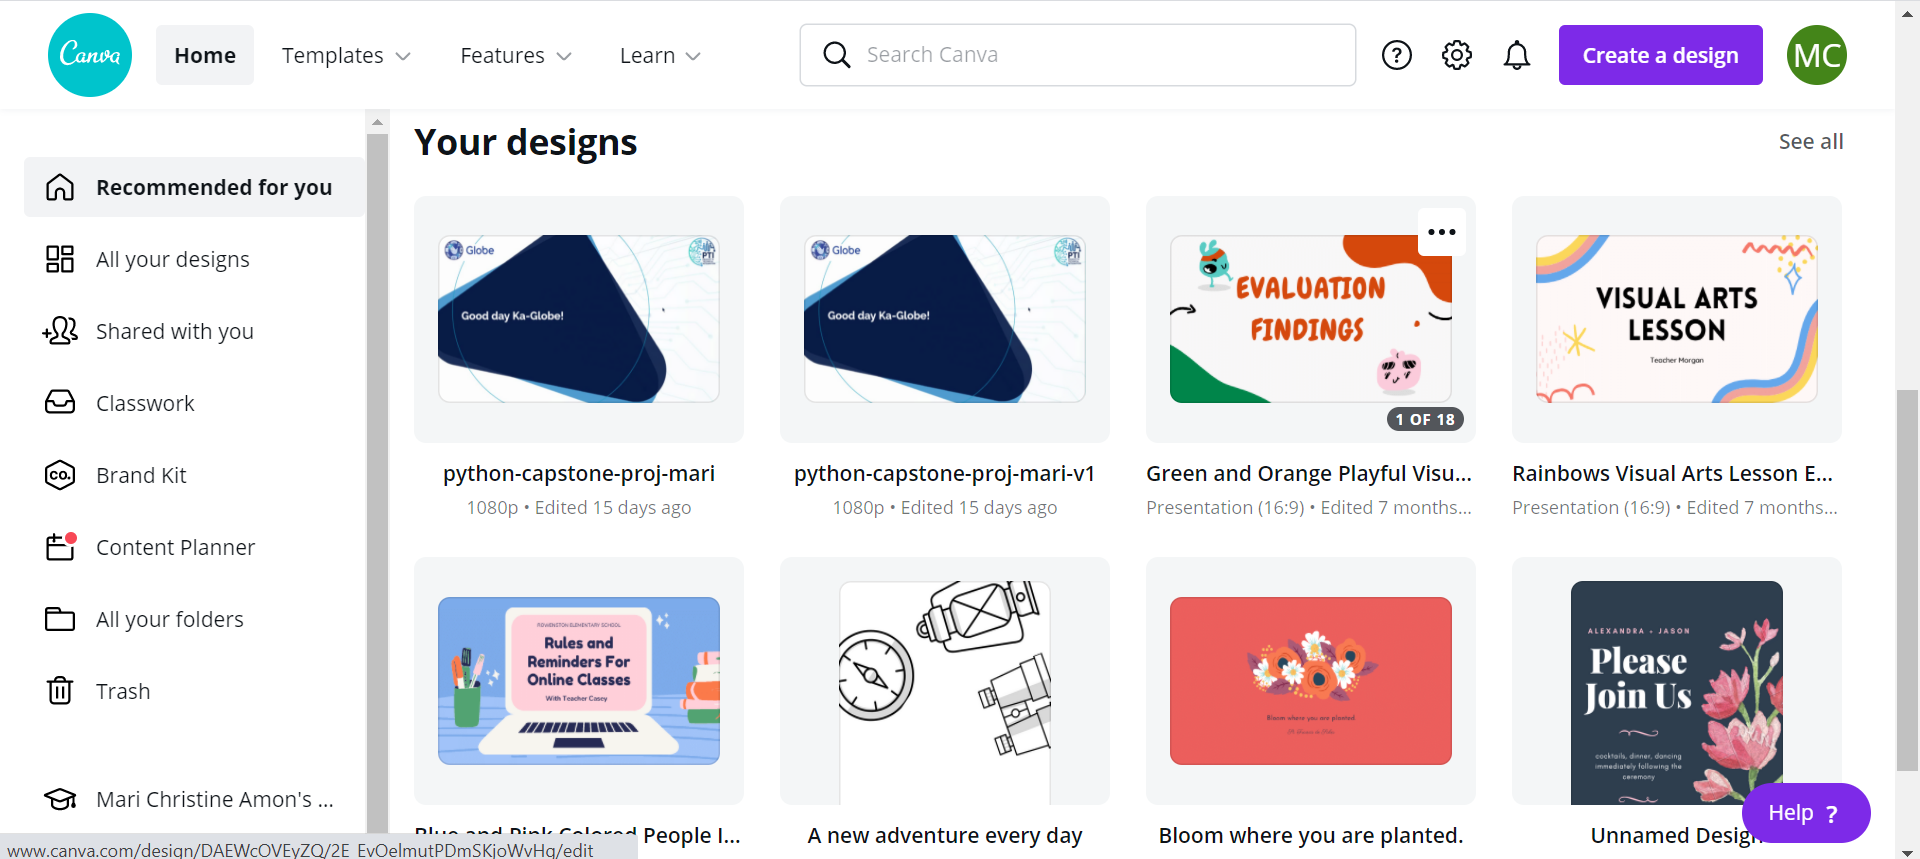 Canva
Home
Templates
Features
Learn
Search Canva
?
Create a design
MC
Recommended for you
All your designs
Shared with you
Classwork
CO.
Brand Kit
Content Planner
All your folders
Trash
Mari Christine Amon's ...
Your designs
See all
Globe
PTI
Good day Ka-Globe!
Globe
PTI
Good day Ka-Globe!
EVALUATION
FINDINGS
1 OF 18
VISUAL ARTS
LESSON
Teacher Morgan
python-capstone-proj-mari
1080p • Edited 15 days ago
python-capstone-proj-mari-v1
1080p • Edited 15 days ago
Green and Orange Playful Visu...
Presentation (16:9) • Edited 7 months...
Rainbows Visual Arts Lesson E...
Presentation (16:9) • Edited 7 months...
ELEMENTARY SCHOOL
Rules and
Reminders For
Online Classes
With Teacher Casey
Bloom where you are planted.
ALEXANDRA + JASON
Please
Join Us
cocktails, dinner, dancing
immediately following the
ceremony
Blue and Pink Colored People I...
A new adventure every day
Bloom where you are planted.
Unnamed Design
Help ?
www.canva.com/design/DAEWcOVEyZQ/2E_EvOelmutPDmSKjoWvHg/edit